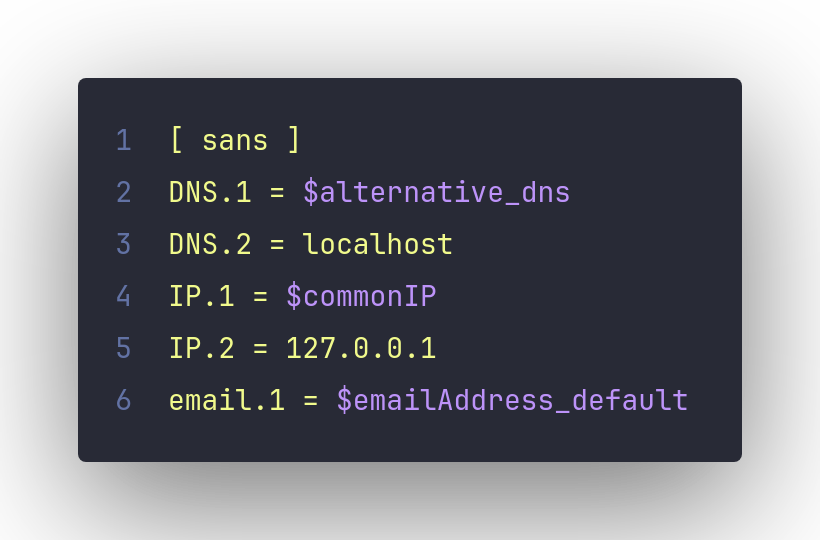 1 [ sans ]
2 DNS.1 = $alternative_dns
3 DNS.2 = localhost
4 IP.1 = $commonIP
5 IP.2 = 127.0.0.1
6 email.1 = $emailAddress_default